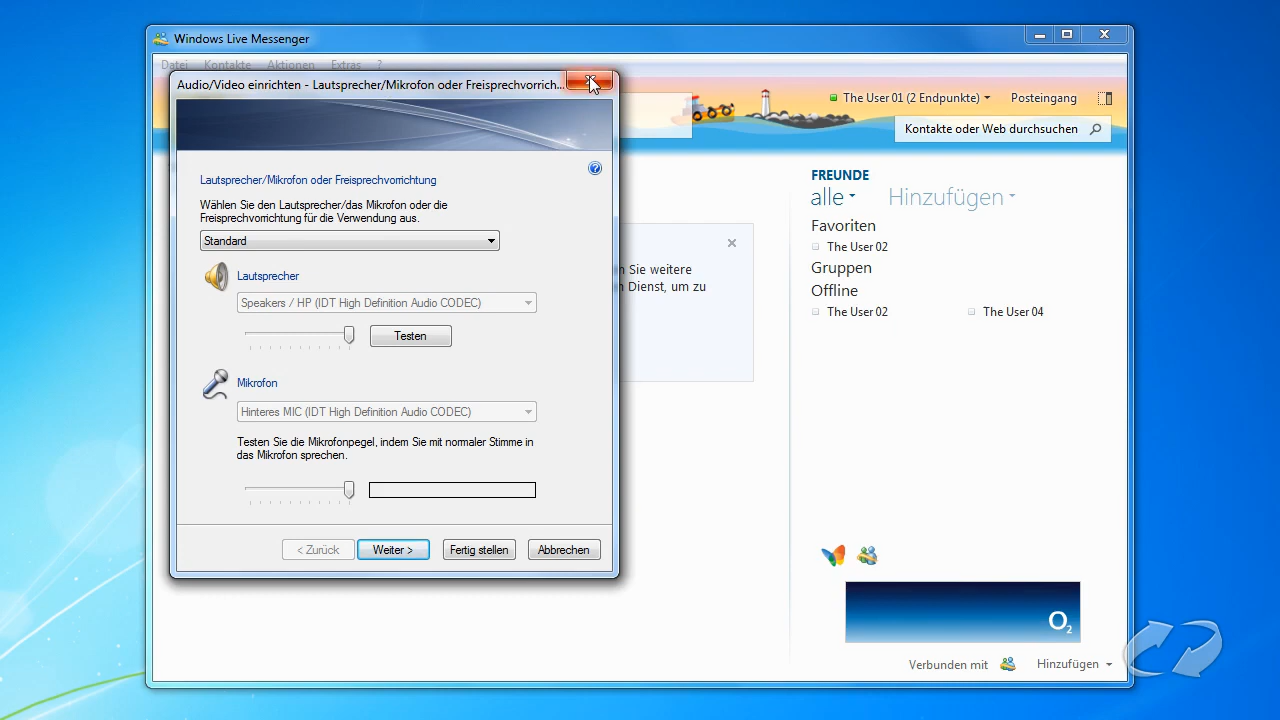 Windows Live Messenger
Datei Kontakte Aktionen Extras ?
Audio/Video einrichten - Lautsprecher/Mikrofon oder Freisprechvorrich...
The User 01 (2 Endpunkte)
Posteingang
Kontakte oder Web durchsuchen
Lautsprecher/Mikrofon oder Freisprechvorrichtung
Wählen Sie den Lautsprecher/das Mikrofon oder die
Freisprechvorrichtung für die Verwendung aus.
Standard
Lautsprecher
Speakers / HP (IDT High Definition Audio CODEC)
Testen
Mikrofon
Hinteres MIC (IDT High Definition Audio CODEC)
Testen Sie die Mikrofonpegel, indem Sie mit normaler Stimme in
das Mikrofon sprechen.
< Zurück
Weiter >
Fertig stellen
Abbrechen
n Sie weitere
n Dienst, um zu
FREUNDE
alle
Hinzufügen
Favoriten
The User 02
Gruppen
Offline
The User 02
The User 04
O2
Verbunden mit
Hinzufügen